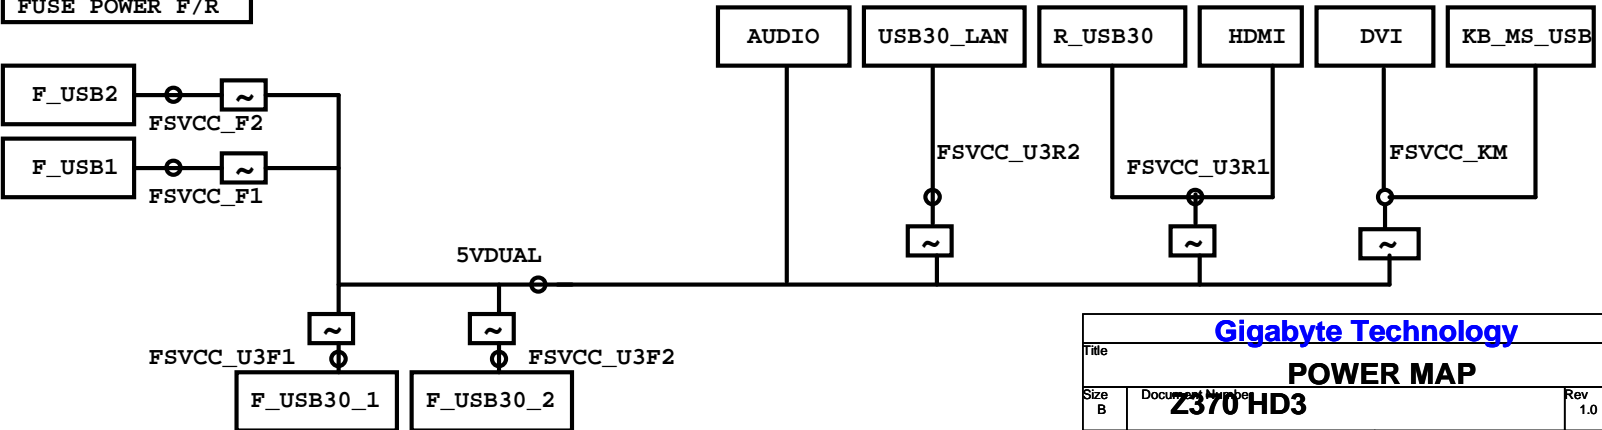 FUSE POWER F/R
AUDIO
USB30_LAN
R_USB30
HDMI
DVI
KB_MS_USB
F_USB2
FSVCC_F2
F_USB1
FSVCC_F1
FSVCC_U3R2
FSVCC_U3R1
FSVCC_KM
5VDUAL
FSVCC_U3F1
FSVCC_U3F2
F_USB30_1
F_USB30_2
Gigabyte Technology
Title
POWER MAP
Size
B
Document Number
Z370 HD3
Rev
1.0